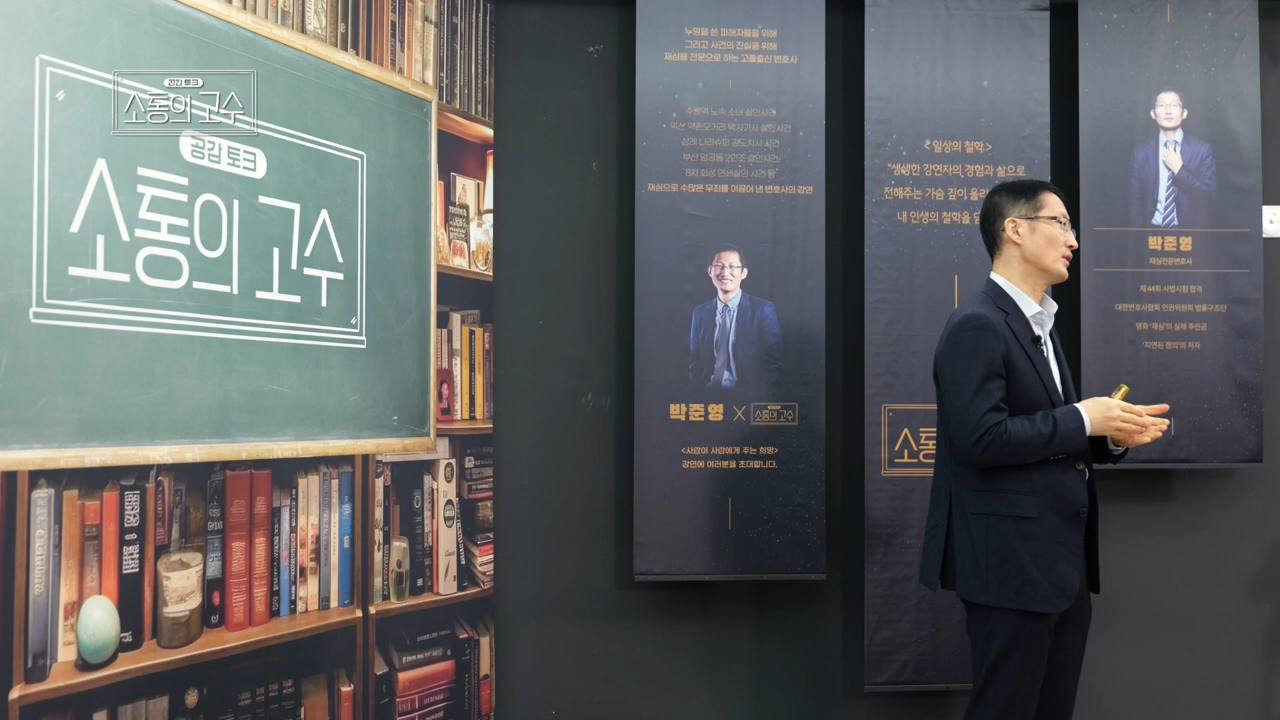 공감 토크
소통의 고수
공감 토크
소통의 고수
누명을 쓴 피해자들을 위해
그리고 사건의 진실을 위해
재심을 전문으로 하는 고졸출신 변호사
수원역 노숙 소녀 살인사건
익산 약촌오거리 택시기사 살인사건
삼례 나라슈퍼 강도치사 사건
부산 엄궁동 2인조 살인사건
8차 화성 연쇄살인 사건 등
재심으로 수많은 무죄를 이끌어 낸 변호사의 강연
박준영 X 소통의 고수
<사람이 사람에게 주는 희망>
강연에 여러분을 초대합니다.
<일상의 철학>
"생생한 강연자의 경험과 삶으로
전해주는 가슴 깊이 울리
내 인생의 철학을
소통
박준영
재심전문변호사
제 44회 사법시험 합격
대한변호사협회 인권위원회 법률구조단
영화 '재심'의 실제 주인공
'지연된 정의'의 저자